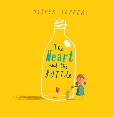 OLIVER JEFFERS
The
Heart
and the
BOTTLE